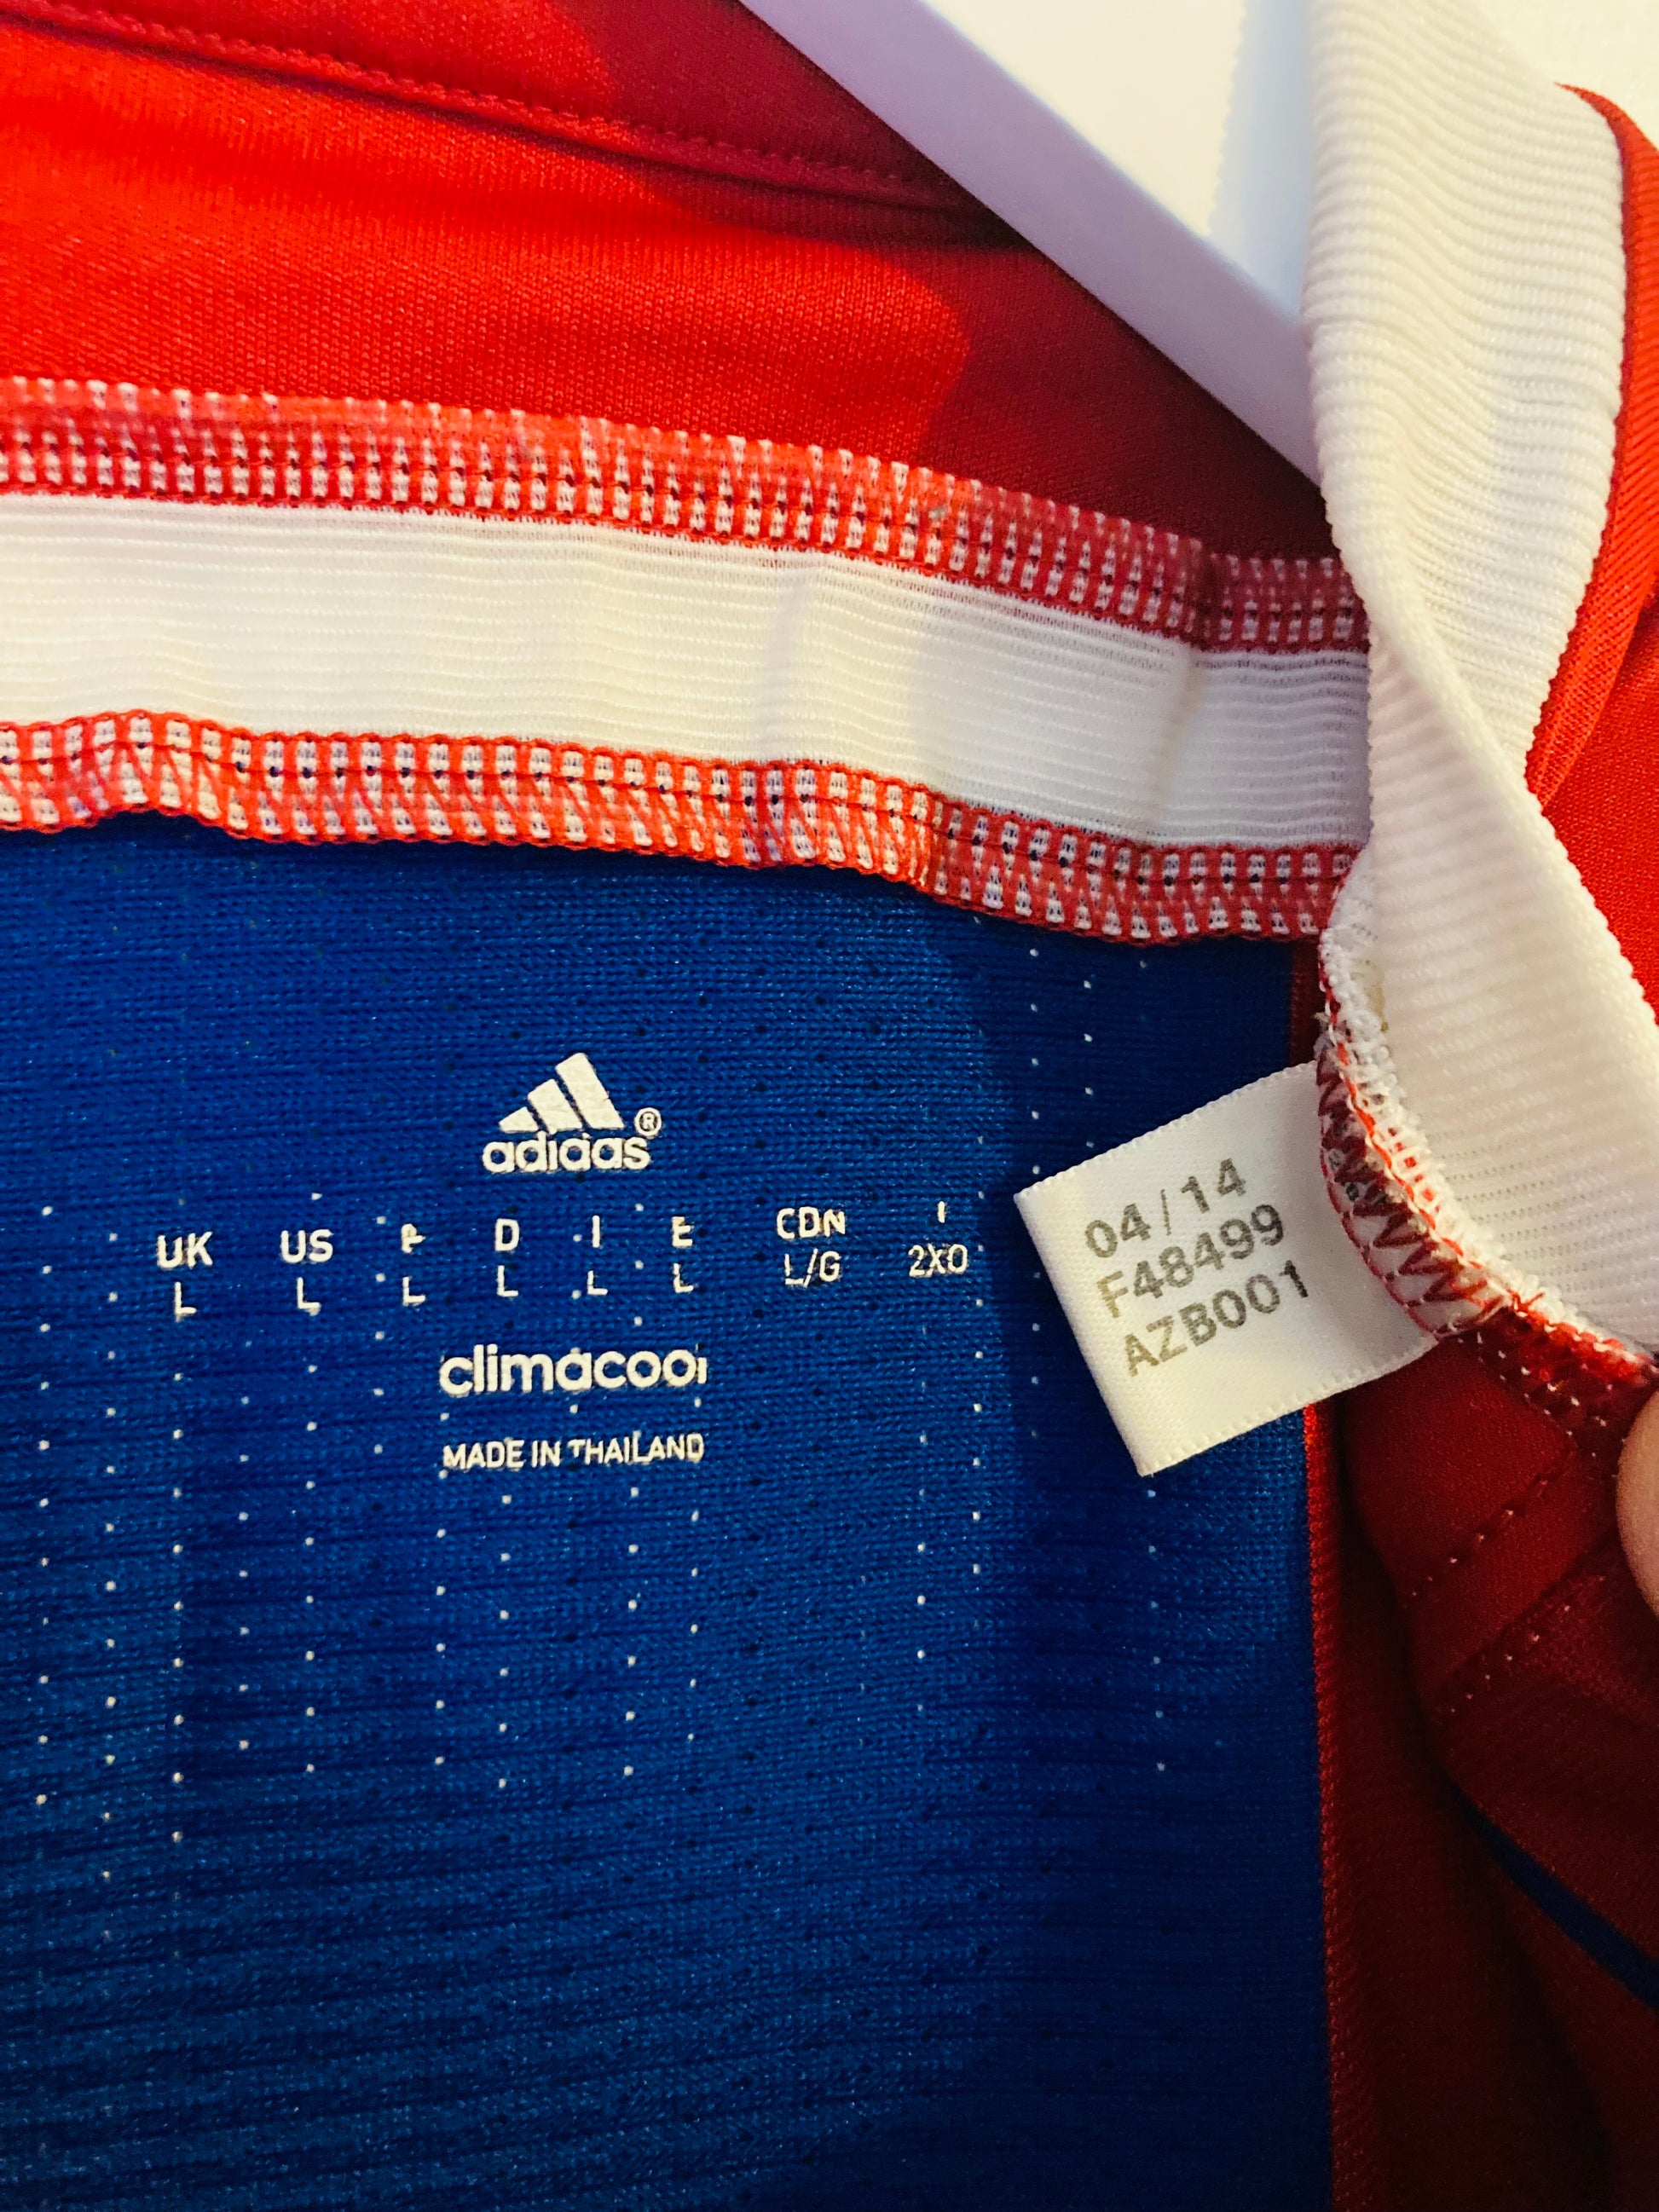 adidas®
UK US F D I E CDN J
L L L L L L L/G 2XO
climacool
MADE IN THAILAND
04/14
F48499
AZB001